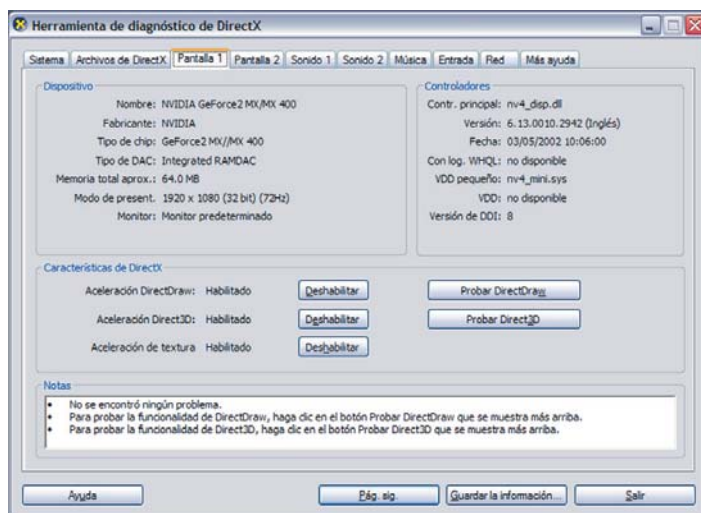 Herramienta de diagnóstico de DirectX
Sistema Archivos de DirectX Pantalla 1 Pantalla 2 Sonido 1 Sonido 2 Música Entrada Red Más ayuda
Dispositivo
Nombre: NVIDIA GeForce2 MX/MX 400
Fabricante: NVIDIA
Tipo de chip: GeForce2 MX//MX 400
Tipo de DAC: Integrated RAMDAC
Memoria total aprox.: 64.0 MB
Modo de present. 1920 x 1080 (32 bit) (72Hz)
Monitor: Monitor predeterminado
Controladores
Contr. principal: nv4_disp.dll
Versión: 6.13.0010.2942 (Inglés)
Fecha: 03/05/2002 10:06:00
Con log. WHQL: no disponible
VDD pequeño: nv4_mini.sys
VDD: no disponible
Versión de DDI: 8
Características de DirectX
Aceleración DirectDraw: Habilitado Deshabilitar Probar DirectDraw
Aceleración Direct3D: Habilitado Deshabilitar Probar Direct3D
Aceleración de textura Habilitado Deshabilitar
Notas
• No se encontró ningún problema.
• Para probar la funcionalidad de DirectDraw, haga clic en el botón Probar DirectDraw que se muestra más arriba.
• Para probar la funcionalidad de Direct3D, haga clic en el botón Probar Direct3D que se muestra más arriba.
Ayuda Pág. sig. Guardar la información... Salir